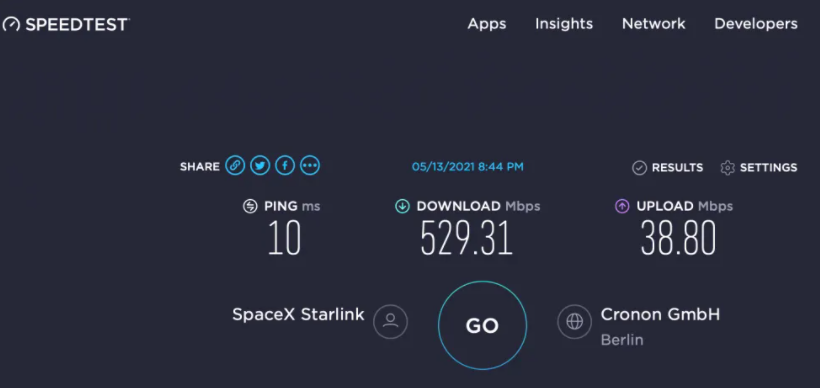 SPEEDTEST
Apps Insights Network Developers
SHARE
05/13/2021 8:44 PM
RESULTS SETTINGS
PING ms
10
DOWNLOAD Mbps
529.31
UPLOAD Mbps
38.80
SpaceX Starlink
GO
Cronon GmbH
Berlin